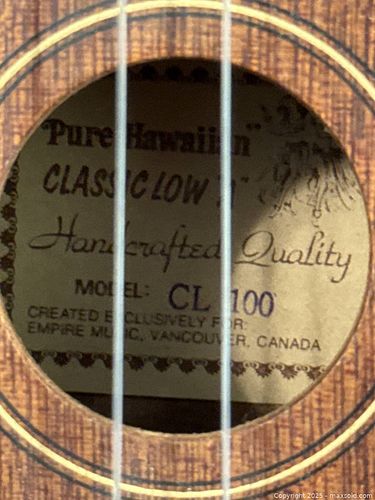 "Pure Hawaiian"
CLASSIC LOW "A"
Handcrafted Quality
MODEL: CL 100
CREATED EXCLUSIVELY FOR:
EMPIRE MUSIC, VANCOUVER, CANADA
Copyright 2025 - maxsold.com